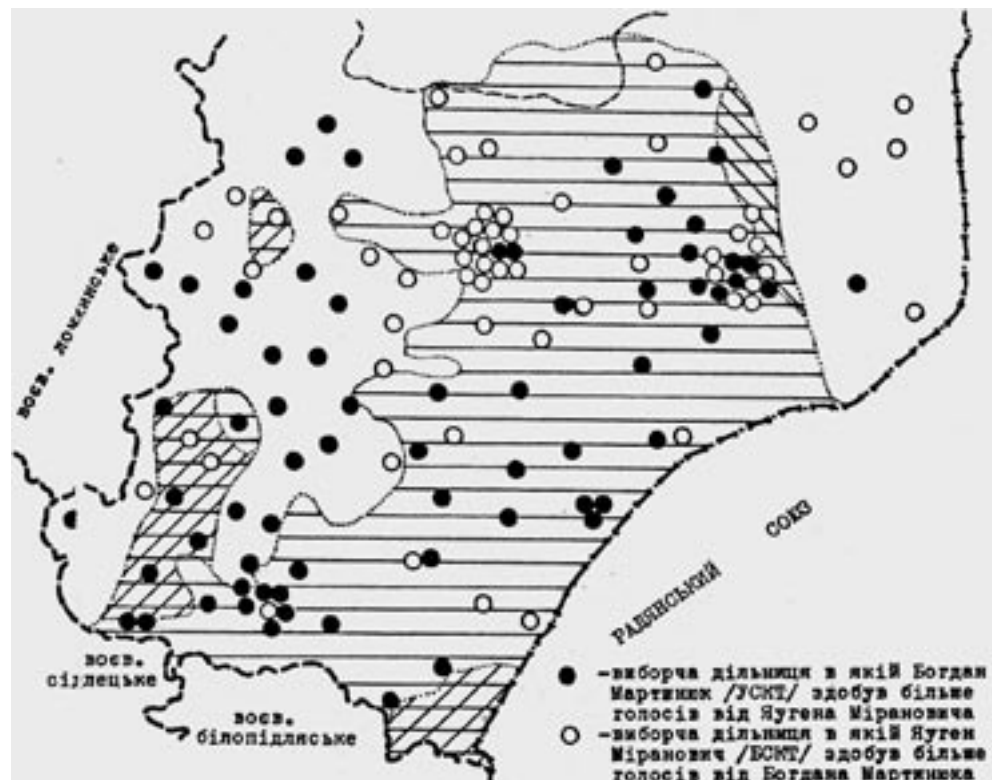 воєв. ломжинське
воєв.
сідлецьке
воєв.
білопідляське
РАДЯНСЬКИЙ СОЮЗ
-виборча дільниця в якій Богдан
Мартинюк /УСКТ/ здобув більше
голосів від Яугена Мірановича
-виборча дільниця в якій Яуген
Міранович /БСКТ/ здобув більше
голосів від Богдана Мартинюка